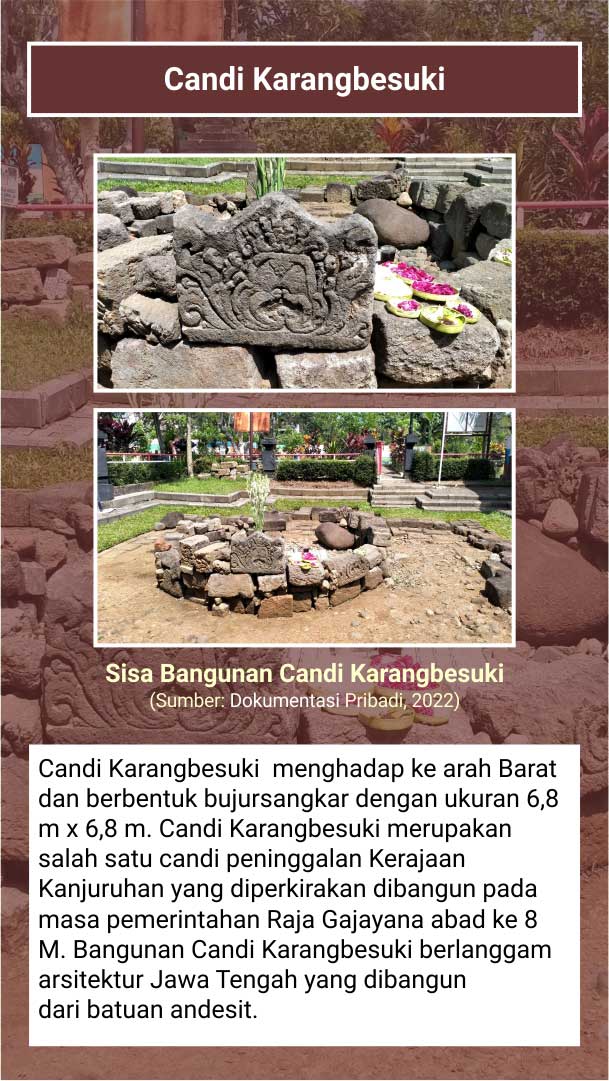 Candi Karangbesuki
Sisa Bangunan Candi Karangbesuki
(Sumber: Dokumentasi Pribadi, 2022)
Candi Karangbesuki  menghadap ke arah Barat
dan berbentuk bujursangkar dengan ukuran 6,8
m x 6,8 m. Candi Karangbesuki merupakan
salah satu candi peninggalan Kerajaan
Kanjuruhan yang diperkirakan dibangun pada
masa pemerintahan Raja Gajayana abad ke 8
M. Bangunan Candi Karangbesuki berlanggam
arsitektur Jawa Tengah yang dibangun
dari batuan andesit.